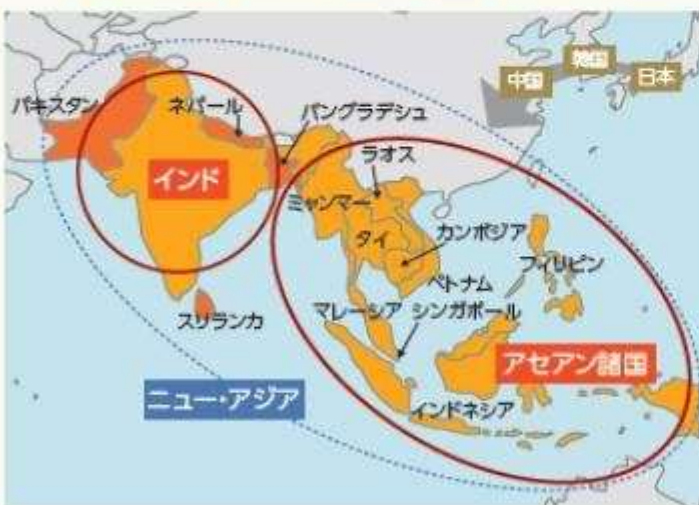 中国
韓国
日本
パキスタン
ネパール
バングラデシュ
インド
ラオス
ミャンマー
タイ
カンボジア
ベトナム
フィリピン
スリランカ
マレーシア
シンガポール
アセアン諸国
ニュー・アジア
インドネシア